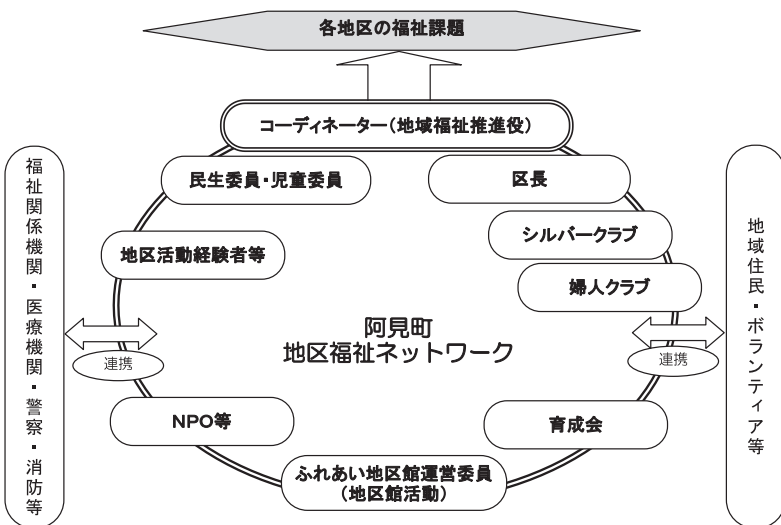 各地区の福祉課題
コーディネーター（地域福祉推進役）
民生委員・児童委員
区長
地区活動経験者等
シルバークラブ
婦人クラブ
福祉関係機関・医療機関・警察・消防等
連携
阿見町
地区福祉ネットワーク
連携
地域住民・ボランティア等
NPO等
育成会
ふれあい地区館運営委員
（地区館活動）